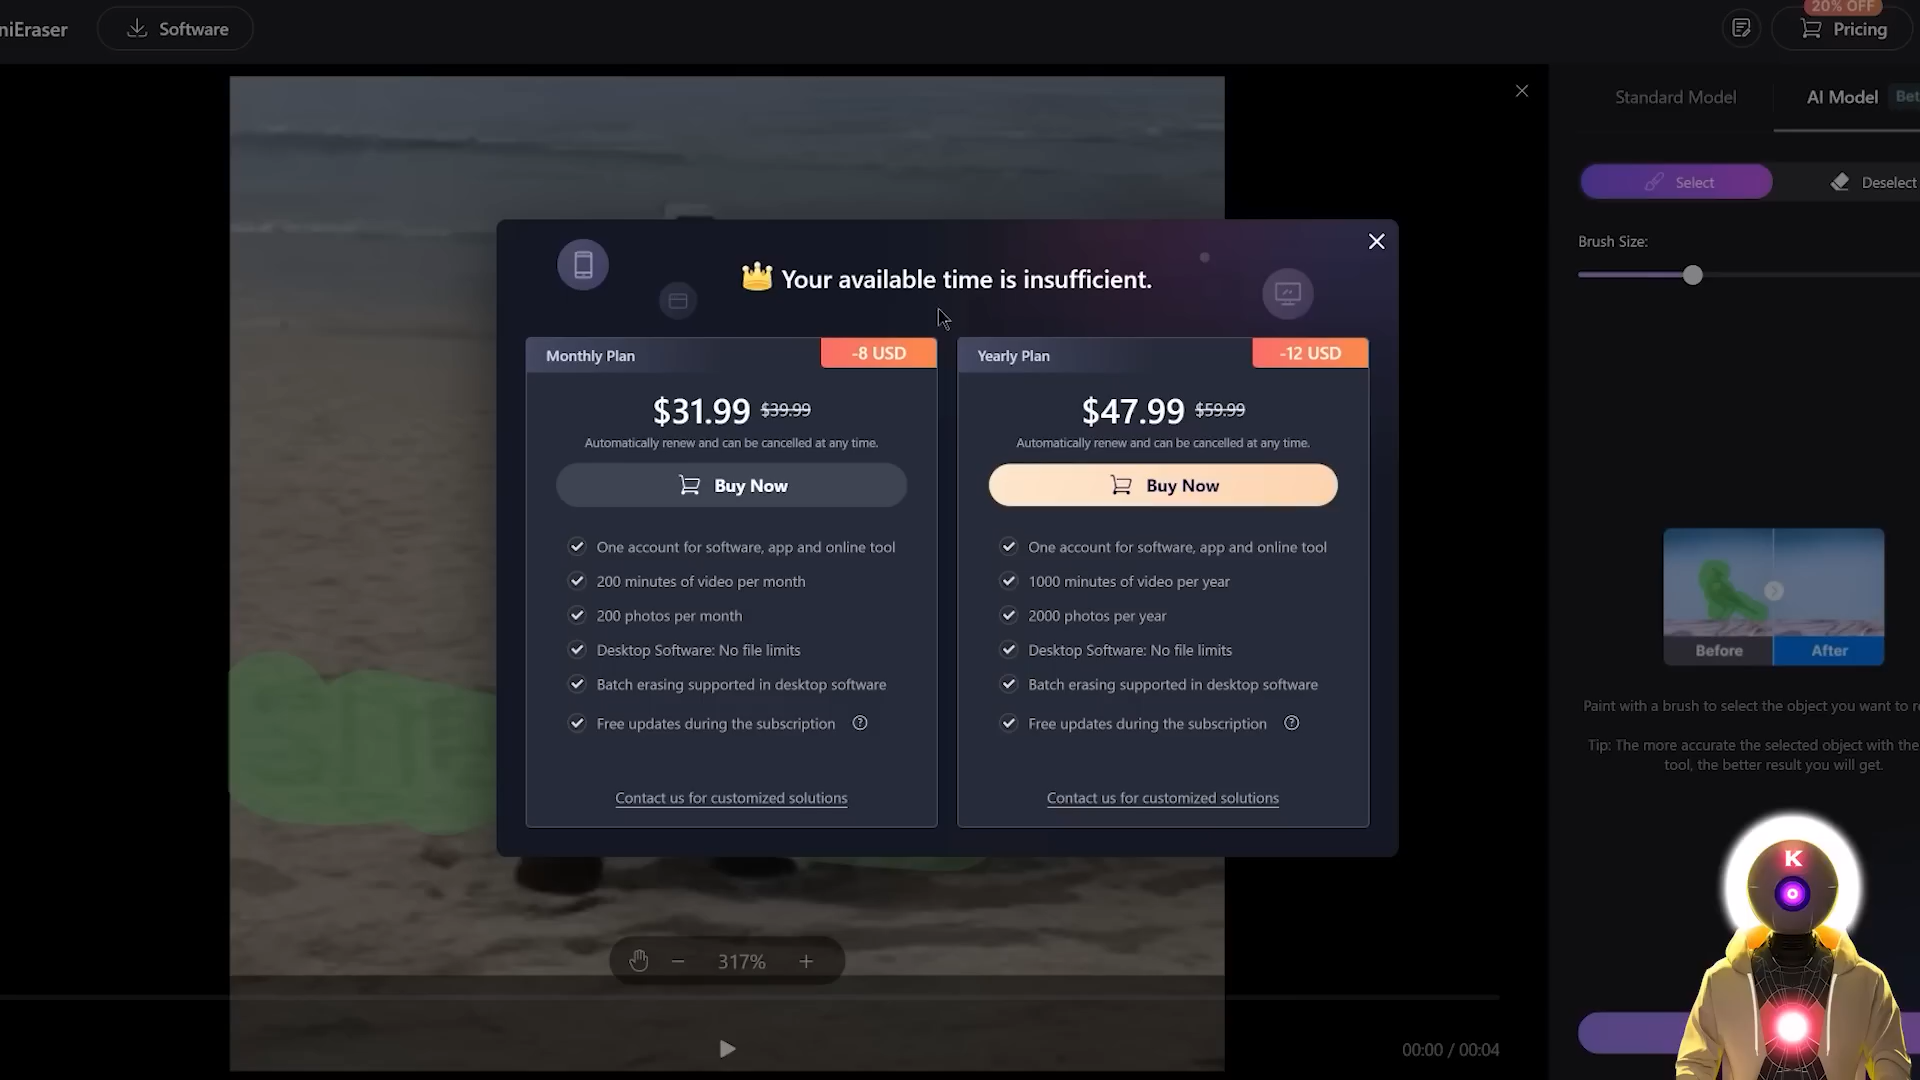 niEraser
Software
20% OFF
Pricing
Standard Model
AI Model
Bet
Select
Deselect
Brush Size:
Your available time is insufficient.
Monthly Plan
-8 USD
$31.99 $39.99
Automatically renew and can be cancelled at any time.
Buy Now
One account for software, app and online tool
200 minutes of video per month
200 photos per month
Desktop Software: No file limits
Batch erasing supported in desktop software
Free updates during the subscription
Contact us for customized solutions
Yearly Plan
-12 USD
$47.99 $59.99
Automatically renew and can be cancelled at any time.
Buy Now
One account for software, app and online tool
1000 minutes of video per year
2000 photos per year
Desktop Software: No file limits
Batch erasing supported in desktop software
Free updates during the subscription
Contact us for customized solutions
Before
After
Paint with a brush to select the object you want to r
Tip: The more accurate the selected object with the
tool, the better result you will get.
K
317%
00:00 / 00:04